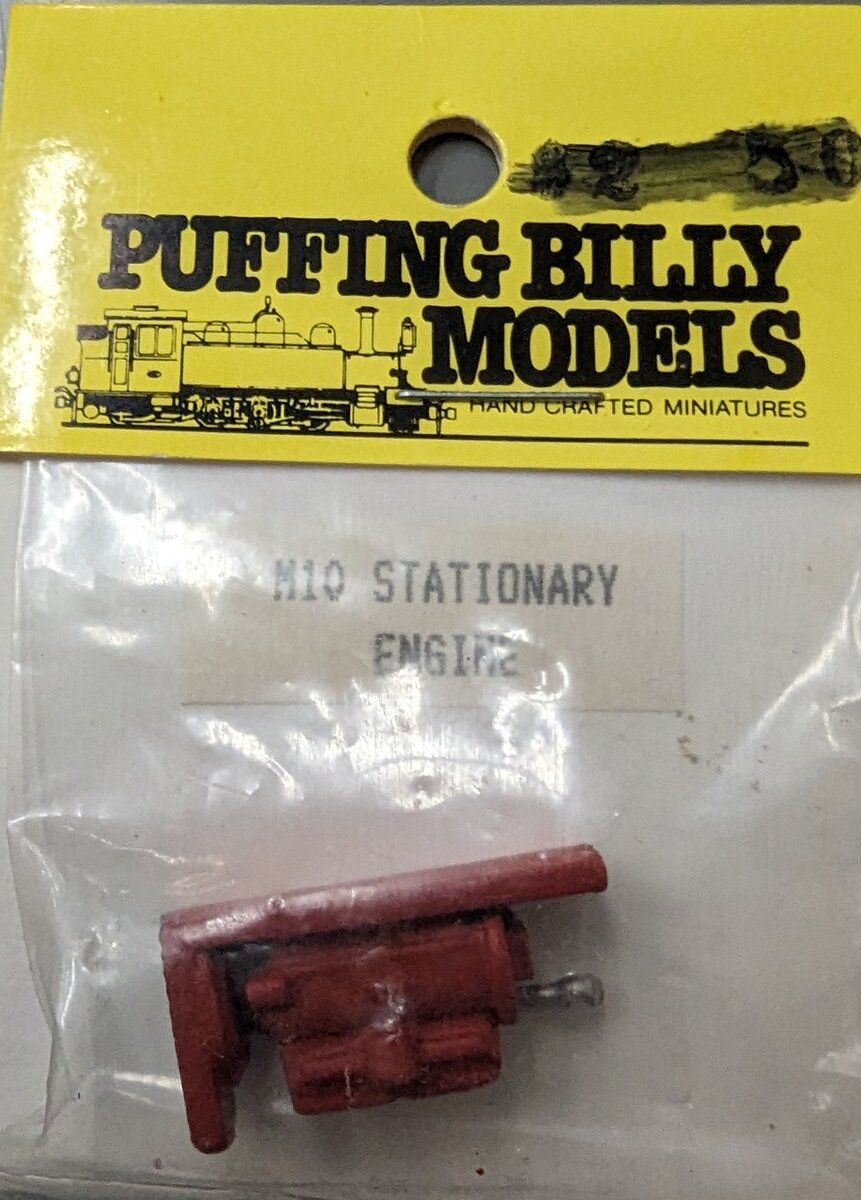 PUFFING BILLY
MODELS
HAND CRAFTED MINIATURES
M10 STATIONARY
ENGINE